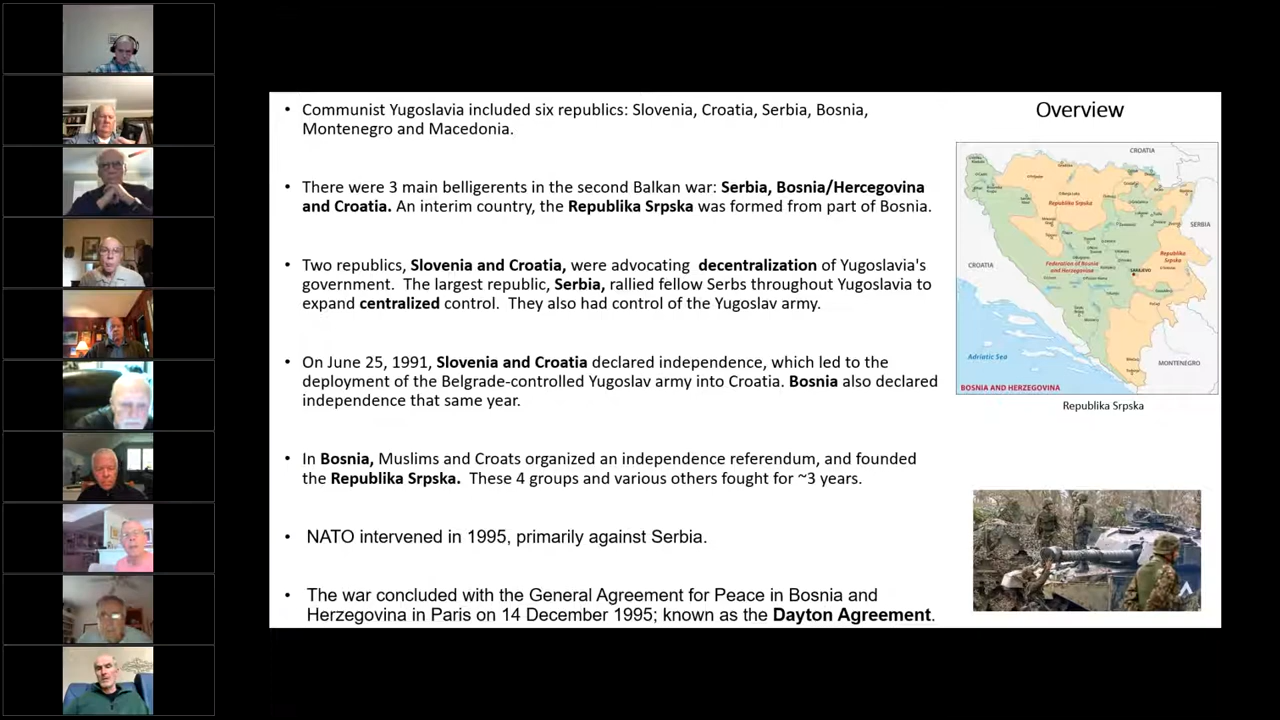 Overview
Communist Yugoslavia included six republics: Slovenia, Croatia, Serbia, Bosnia,
Montenegro and Macedonia.
There were 3 main belligerents in the second Balkan war: Serbia, Bosnia/Hercegovina
and Croatia. An interim country, the Republika Srpska was formed from part of Bosnia.
Two republics, Slovenia and Croatia, were advocating decentralization of Yugoslavia's
government. The largest republic, Serbia, rallied fellow Serbs throughout Yugoslavia to
expand centralized control. They also had control of the Yugoslav army.
On June 25, 1991, Slovenia and Croatia declared independence, which led to the
deployment of the Belgrade-controlled Yugoslav army into Croatia. Bosnia also declared
independence that same year.
In Bosnia, Muslims and Croats organized an independence referendum, and founded
the Republika Srpska. These 4 groups and various others fought for ~3 years.
NATO intervened in 1995, primarily against Serbia.
The war concluded with the General Agreement for Peace in Bosnia and
Herzegovina in Paris on 14 December 1995; known as the Dayton Agreement.
CROATIA
Republika Srpska
SERBIA
CROATIA
Federation of Bosnia
and Herzegovina
SARAJEVO
Republika
Srpska
Adriatic Sea
MONTENEGRO
BOSNIA AND HERZEGOVINA
Republika Srpska